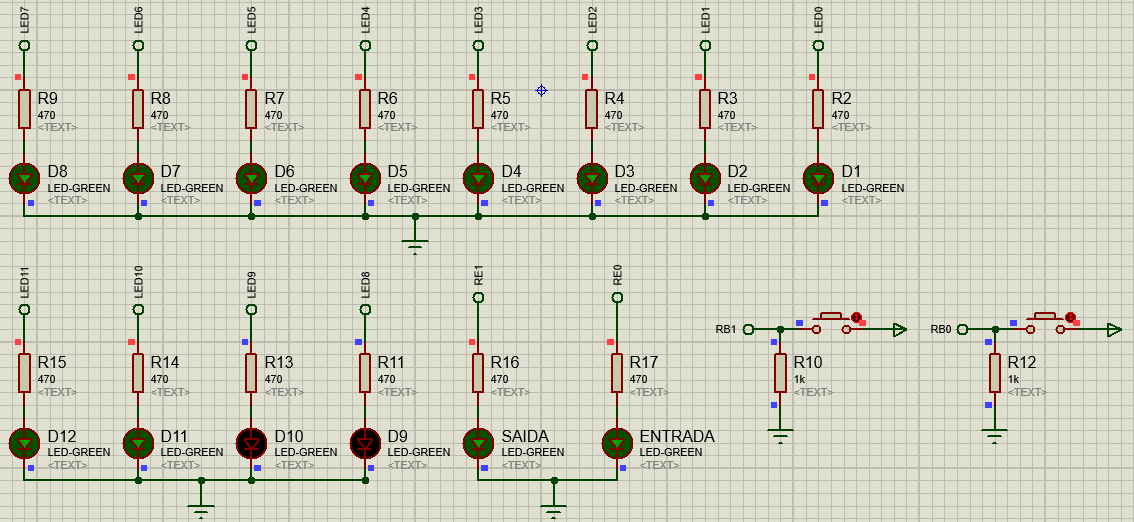 LED7 LED6 LED5 LED4 LED3 LED2 LED1 LED0
R9 R8 R7 R6 R5 R4 R3 R2
470 470 470 470 470 470 470 470
<TEXT> <TEXT> <TEXT> <TEXT> <TEXT> <TEXT> <TEXT> <TEXT>
D8 D7 D6 D5 D4 D3 D2 D1
LED-GREEN LED-GREEN LED-GREEN LED-GREEN LED-GREEN LED-GREEN LED-GREEN LED-GREEN
<TEXT> <TEXT> <TEXT> <TEXT> <TEXT> <TEXT> <TEXT> <TEXT>
LED11 LED10 LED9 LED8 RE1 RE0
RB1 RB0
R15 R14 R13 R11 R16 R17 R10 R12
470 470 470 470 470 470 1k 1k
<TEXT> <TEXT> <TEXT> <TEXT> <TEXT> <TEXT> <TEXT> <TEXT>
D12 D11 D10 D9 SAIDA ENTRADA
LED-GREEN LED-GREEN LED-GREEN LED-GREEN LED-GREEN LED-GREEN
<TEXT> <TEXT> <TEXT> <TEXT> <TEXT> <TEXT>